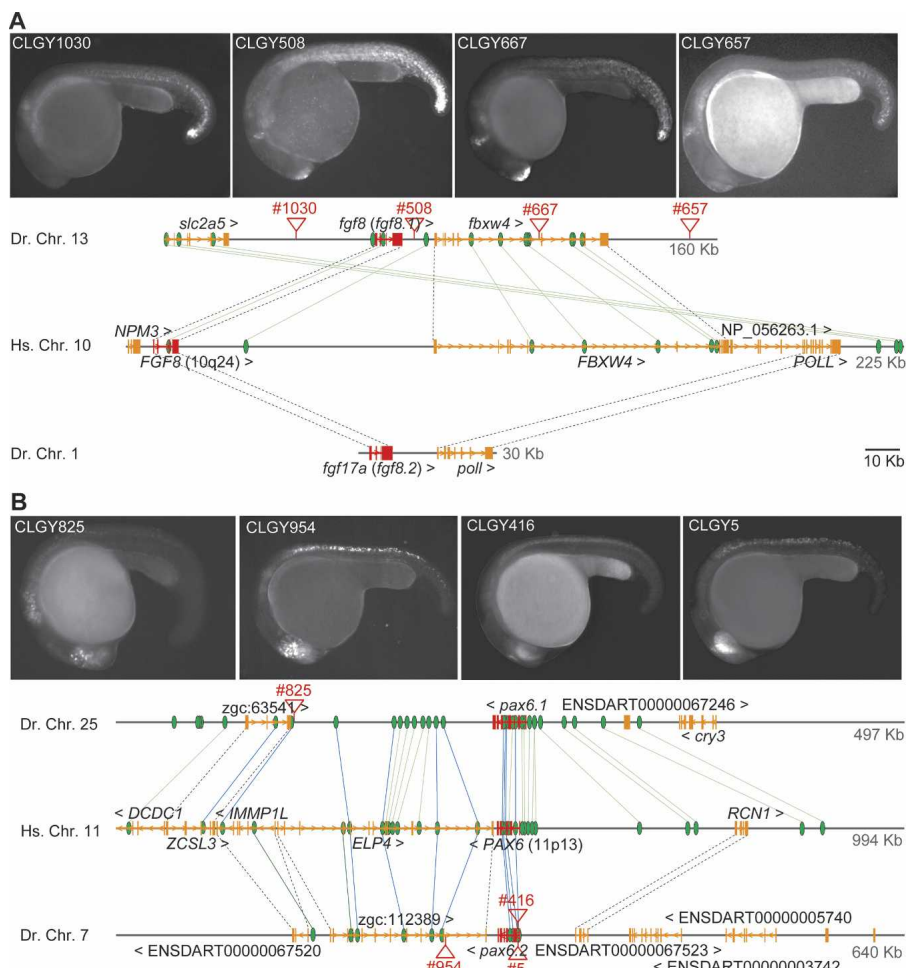 A
CLGY1030 CLGY508 CLGY667 CLGY657
#1030 #508 #667 #657
slc2a5 > fgf8 (fgf8.1) > fbxw4 >
Dr. Chr. 13
160 Kb
NPM3 > NP_056263.1 >
Hs. Chr. 10
FGF8 (10q24) > FBXW4 > POLL > 225 Kb
Dr. Chr. 1 30 Kb
fgf17a (fgf8.2) > poll > 10 Kb
B
CLGY825 CLGY954 CLGY416 CLGY5
#825
zgc:63541 > < pax6.1 ENSDART00000067246 >
Dr. Chr. 25
< cry3 497 Kb
< DCDC1 < IMMP1L RCN1 >
Hs. Chr. 11
ZCSL3 > ELP4 > < PAX6 (11p13) 994 Kb
#416
zgc:112389 > < ENSDART00000005740
Dr. Chr. 7
< ENSDART00000067520 < pax6.2 ENSDART00000067523 > 640 Kb
#954 #5 < ENSDART00000003742